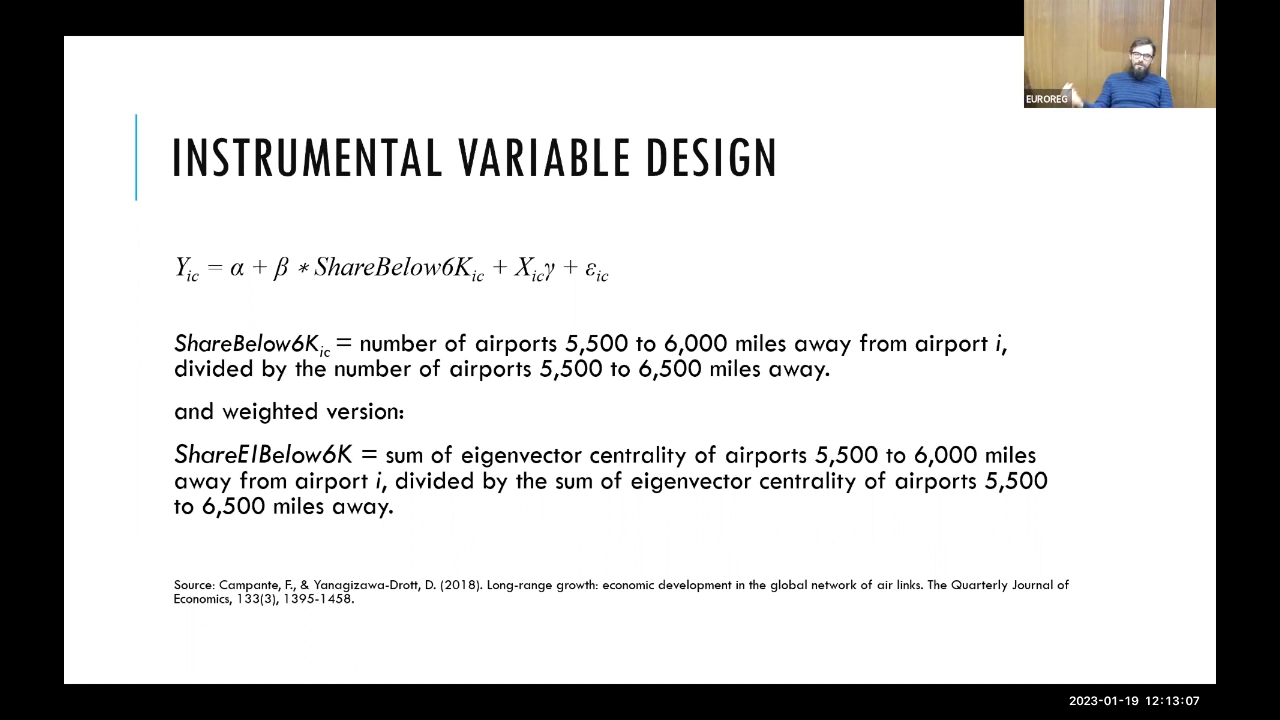 EUROREG
INSTRUMENTAL VARIABLE DESIGN
Yic = α + β ∗ ShareBelow6Kic + Xicγ + εic
ShareBelow6Kic = number of airports 5,500 to 6,000 miles away from airport i,
divided by the number of airports 5,500 to 6,500 miles away.
and weighted version:
ShareEIBelow6K = sum of eigenvector centrality of airports 5,500 to 6,000 miles
away from airport i, divided by the sum of eigenvector centrality of airports 5,500
to 6,500 miles away.
Source: Campante, F., & Yanagizawa-Drott, D. (2018). Long-range growth: economic development in the global network of air links. The Quarterly Journal of
Economics, 133(3), 1395-1458.
2023-01-19 12:13:07